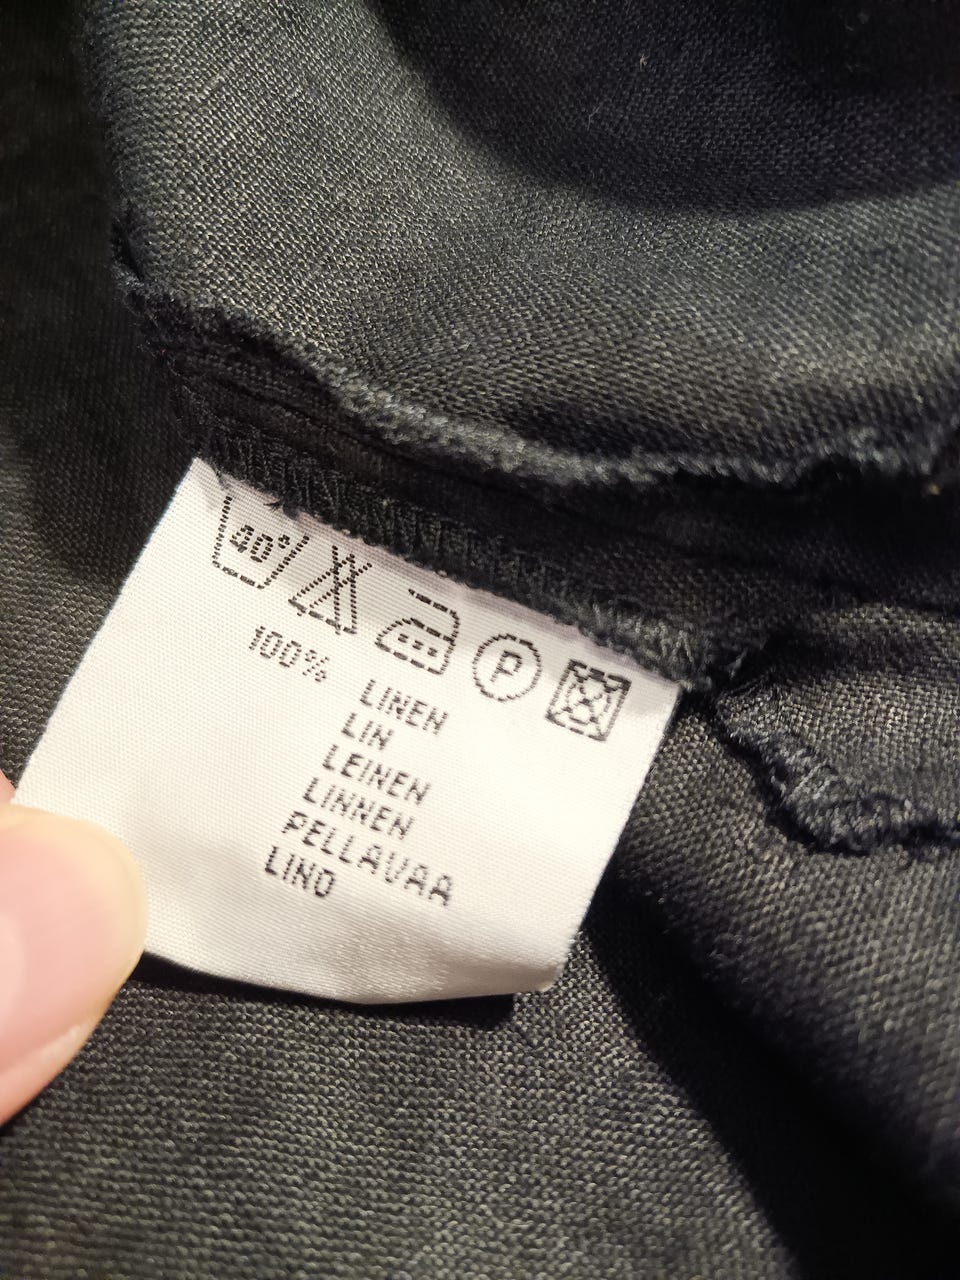 40°
P
100%
LINEN
LIN
LEINEN
LINNEN
PELLAVAA
LINO